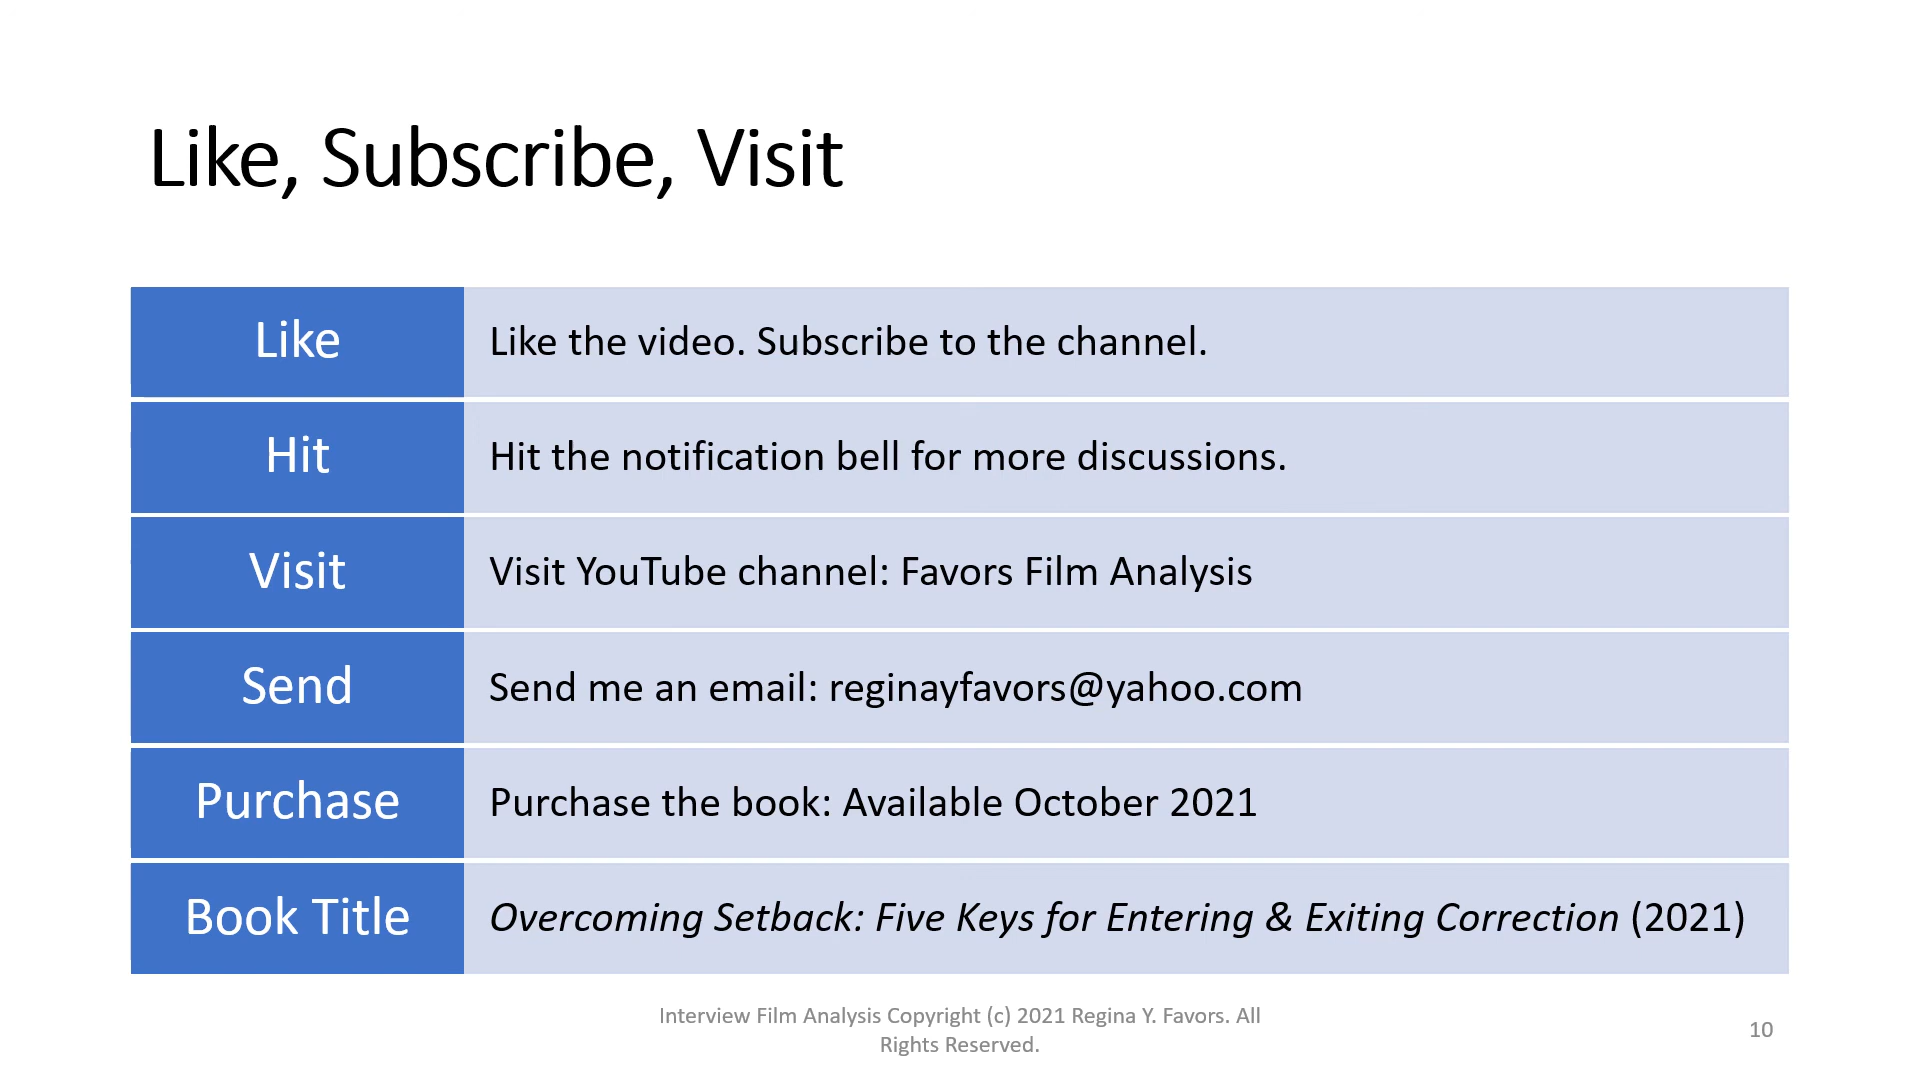 Like, Subscribe, Visit
Like
Like the video. Subscribe to the channel.
Hit
Hit the notification bell for more discussions.
Visit
Visit YouTube channel: Favors Film Analysis
Send
Send me an email: reginayfavors@yahoo.com
Purchase
Purchase the book: Available October 2021
Book Title
Overcoming Setback: Five Keys for Entering & Exiting Correction (2021)
Interview Film Analysis Copyright (c) 2021 Regina Y. Favors. All
Rights Reserved.
10